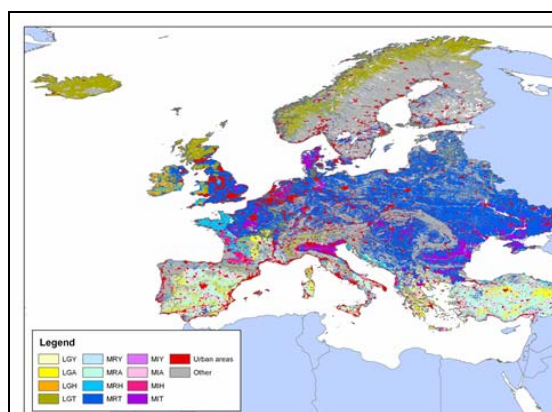 Legend
LGY MRY MIY Urban areas
LGA MRA MIA Other
LGH MRH MIH
LGT MRT MIT